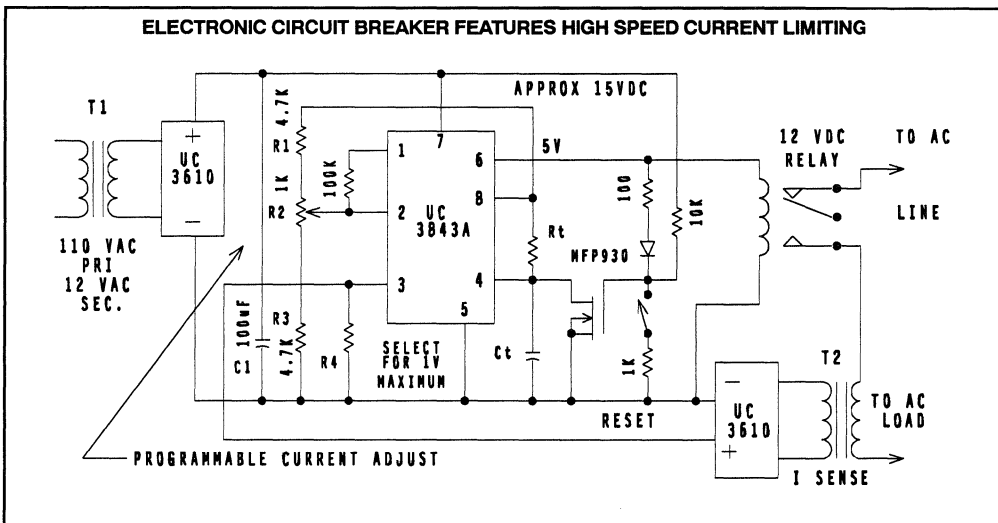 ELECTRONIC CIRCUIT BREAKER FEATURES HIGH SPEED CURRENT LIMITING
APPROX 15VDC
T1
4.7K
R1
+
UC
3610
−
1K
R2
100K
1
2
3
7
6
8
4
5
UC
3843A
5V
100
10K
Rt
MFP930
12 VDC
RELAY
TO AC
LINE
110 VAC
PRI
12 VAC
SEC.
100uF
C1
R3
4.7K
R4
SELECT
FOR 1V
MAXIMUM
Ct
1K
RESET
−
UC
3610
+
T2
TO AC
LOAD
I SENSE
PROGRAMMABLE CURRENT ADJUST